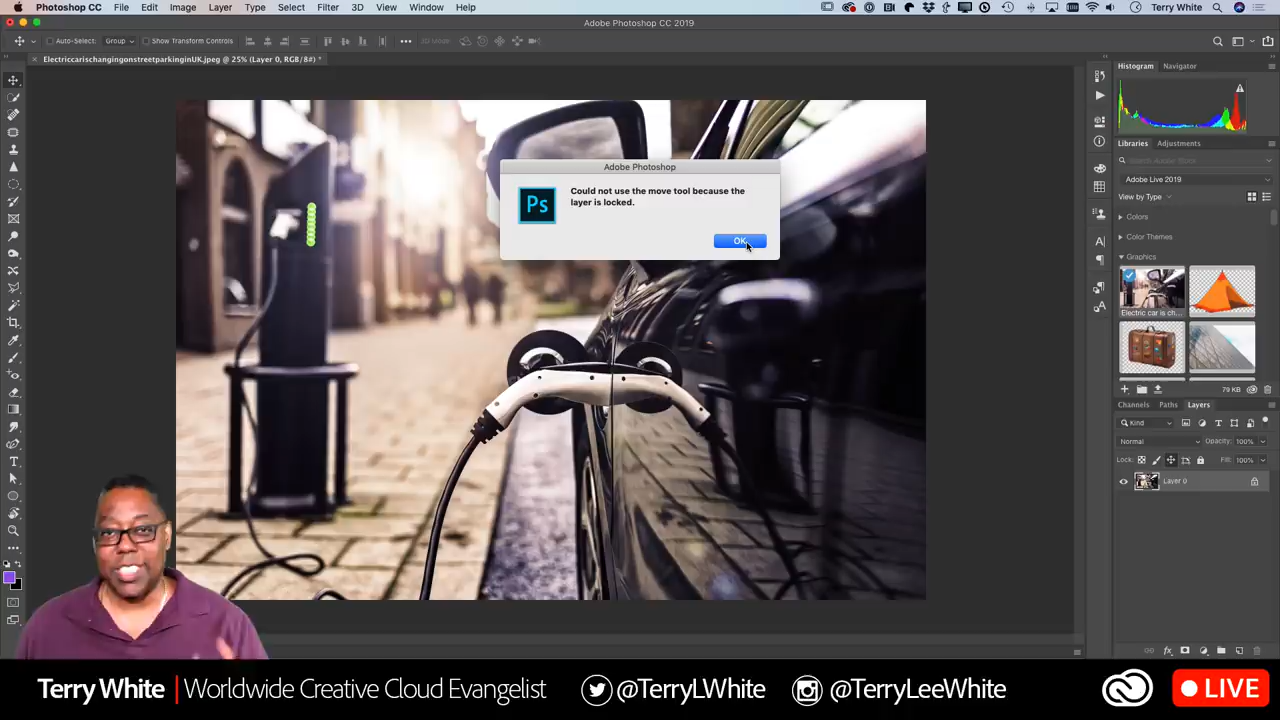 Photoshop CC File Edit Image Layer Type Select Filter 3D View Window Help Terry White
Adobe Photoshop CC 2019
Auto-Select: Group Show Transform Controls 3D Mode
ElectriccarischangingonstreetparkinginUK.jpeg @ 25% (Layer 0, RGB/8#) *
Histogram Navigator
Libraries Adjustments
Adobe Live 2019
View by Type
Colors
Color Themes
Graphics
Electric car is ch...
79 KB
Channels Paths Layers
Kind
Normal Opacity: 100%
Lock: Fill: 100%
Layer 0
Adobe Photoshop
Ps
Could not use the move tool because the
layer is locked.
OK
Terry White | Worldwide Creative Cloud Evangelist @TerryLWhite @TerryLeeWhite LIVE